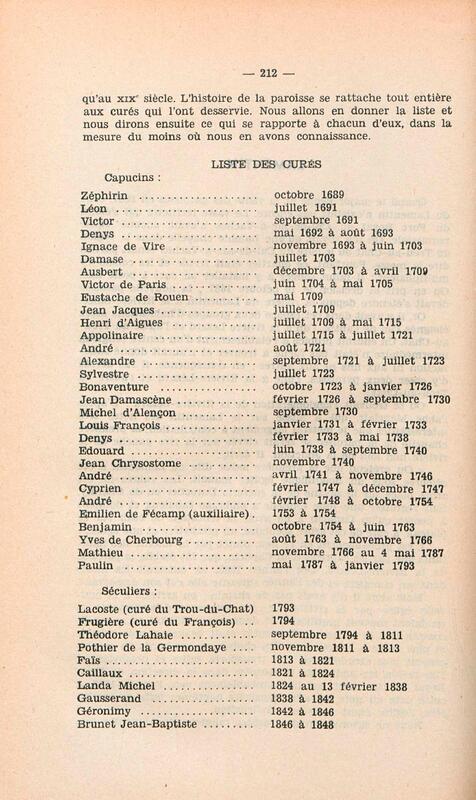 — 212 —
qu'au XIXe siècle. L'histoire de la paroisse se rattache tout entière
aux curés qui l'ont desservie. Nous allons en donner la liste et
nous dirons ensuite ce qui se rapporte à chacun d'eux, dans la
mesure du moins où nous en avons connaissance.
LISTE DES CURÉS
Capucins :
Zéphirin ..................... octobre 1689
Léon ......................... juillet 1691
Victor ........................ septembre 1691
Denys ........................ mai 1692 à août 1693
Ignace de Vire ............... novembre 1693 à juin 1703
Damase ...................... juillet 1703
Ausbert ...................... décembre 1703 à avril 1709
Victor de Paris ............... juin 1704 à mai 1705
Eustache de Rouen ............ mai 1709
Jean Jacques .................. juillet 1709
Henri d'Aigues ................ juillet 1709 à mai 1715
Appolinaire ................... juillet 1715 à juillet 1721
André ........................ août 1721
Alexandre ..................... septembre 1721 à juillet 1723
Sylvestre ..................... juillet 1723
Bonaventure .................. octobre 1723 à janvier 1726
Jean Damascène ............... février 1726 à septembre 1730
Michel d'Alençon .............. septembre 1730
Louis François ................ janvier 1731 à février 1733
Denys ........................ février 1733 à mai 1738
Edouard ...................... juin 1738 à septembre 1740
Jean Chrysostome ............. novembre 1740
André ........................ avril 1741 à novembre 1746
Cyprien ...................... février 1747 à décembre 1747
André ........................ février 1748 à octobre 1754
Emilien de Fécamp (auxiliaire) . 1753 à 1754
Benjamin ..................... octobre 1754 à juin 1763
Yves de Cherbourg ............ août 1763 à novembre 1766
Mathieu ...................... novembre 1766 au 4 mai 1787
Paulin ........................ mai 1787 à janvier 1793
Séculiers :
Lacoste (curé du Trou-du-Chat) 1793
Frugière (curé du François) .. 1794
Théodore Lahaie .............. septembre 1794 à 1811
Pothier de la Germondaye .... novembre 1811 à 1813
Faïs .......................... 1813 à 1821
Caillaux ...................... 1821 à 1824
Landa Michel ................. 1824 au 13 février 1838
Gausserand ................... 1838 à 1842
Géronimy .................... 1842 à 1846
Brunet Jean-Baptiste ......... 1846 à 1848